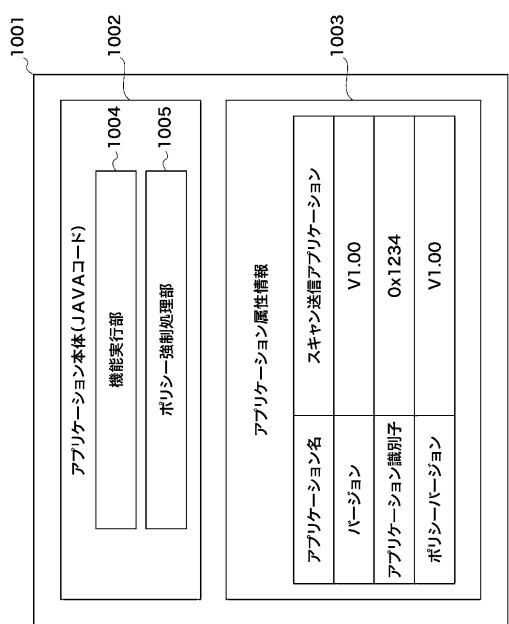 1001
1002
アプリケーション本体(JAVAコード)
機能実行部
1004
ポリシー強制処理部
1005
1003
アプリケーション属性情報
アプリケーション名 スキャン送信アプリケーション
バージョン V1.00
アプリケーション識別子 0x1234
ポリシーバージョン V1.00